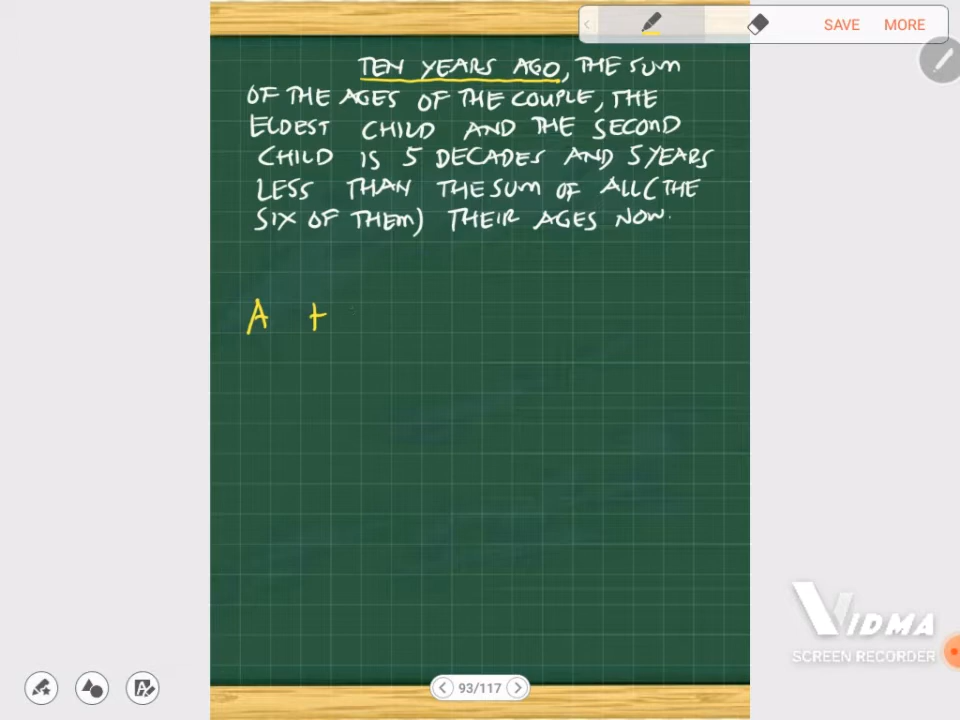 SAVE MORE
TEN YEARS AGO, THE SUM
OF THE AGES OF THE COUPLE, THE
ELDEST CHILD AND THE SECOND
CHILD IS 5 DECADES AND 5 YEARS
LESS THAN THE SUM OF ALL (THE
SIX OF THEM) THEIR AGES NOW.
A +
VIDMA
SCREEN RECORDER
93/117